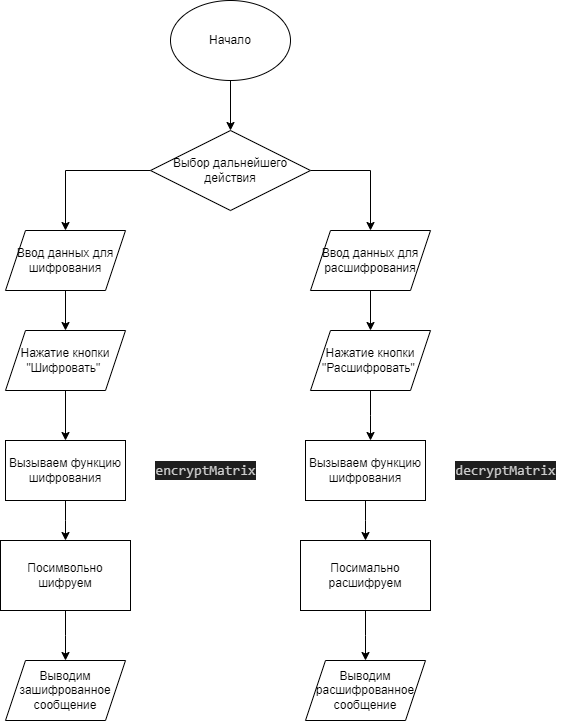 Начало
Выбор дальнейшего
действия
Ввод данных для
шифрования
Ввод данных для
расшифрования
Нажатие кнопки
"Шифровать"
Нажатие кнопки
"Расшифровать"
Вызываем функцию
шифрования
encryptMatrix
Вызываем функцию
шифрования
decryptMatrix
Посимвольно
шифруем
Посимально
расшифруем
Выводим
зашифрованное
сообщение
Выводим
расшифрованное
сообщение